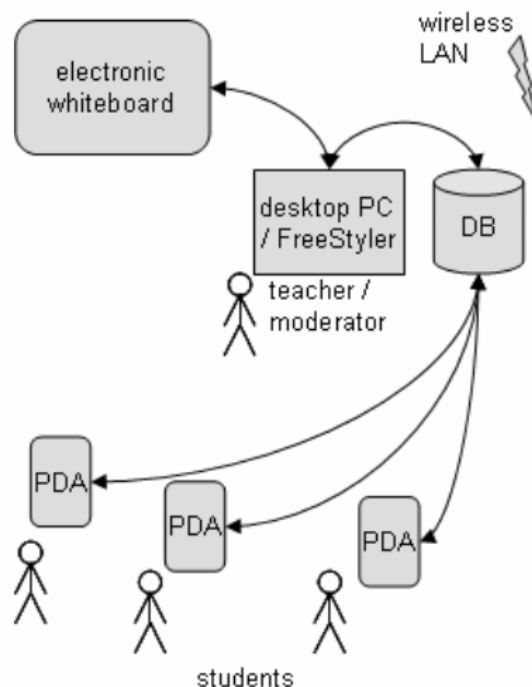 wireless
LAN
electronic
whiteboard
desktop PC
/ FreeStyler
DB
teacher /
moderator
PDA
PDA
PDA
students